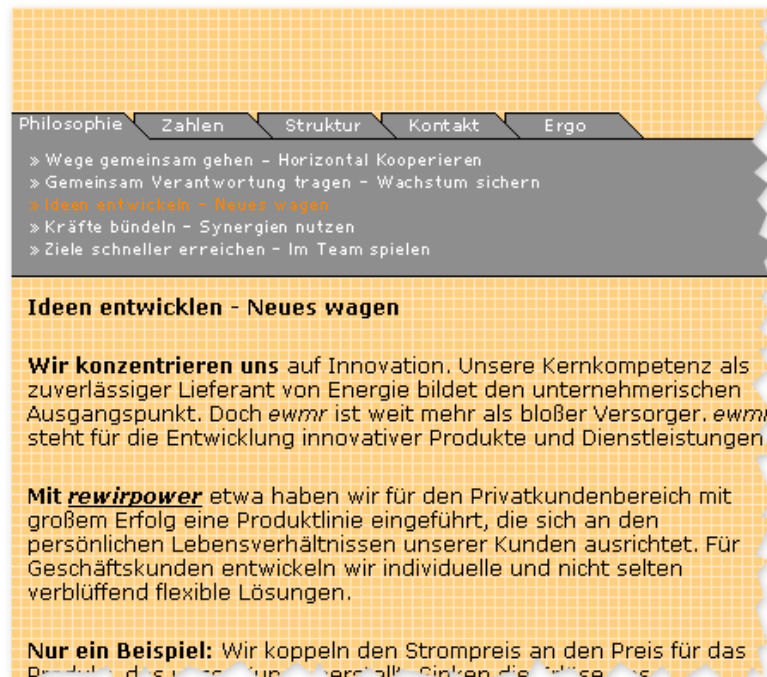 Philosophie Zahlen Struktur Kontakt Ergo
» Wege gemeinsam gehen – Horizontal Kooperieren
» Gemeinsam Verantwortung tragen – Wachstum sichern
» Ideen entwickeln – Neues wagen
» Kräfte bündeln – Synergien nutzen
» Ziele schneller erreichen – Im Team spielen
Ideen entwicklen - Neues wagen
Wir konzentrieren uns auf Innovation. Unsere Kernkompetenz als
zuverlässiger Lieferant von Energie bildet den unternehmerischen
Ausgangspunkt. Doch ewmr ist weit mehr als bloßer Versorger. ewmr
steht für die Entwicklung innovativer Produkte und Dienstleistungen
Mit rewirpower etwa haben wir für den Privatkundenbereich mit
großem Erfolg eine Produktlinie eingeführt, die sich an den
persönlichen Lebensverhältnissen unserer Kunden ausrichtet. Für
Geschäftskunden entwickeln wir individuelle und nicht selten
verblüffend flexible Lösungen.
Nur ein Beispiel: Wir koppeln den Strompreis an den Preis für das